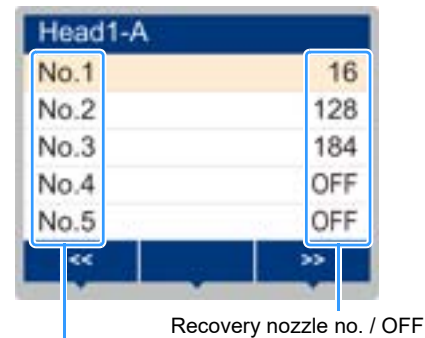 Head1-A
No.1 16
No.2 128
No.3 184
No.4 OFF
No.5 OFF
<< >>
Recovery nozzle no. / OFF